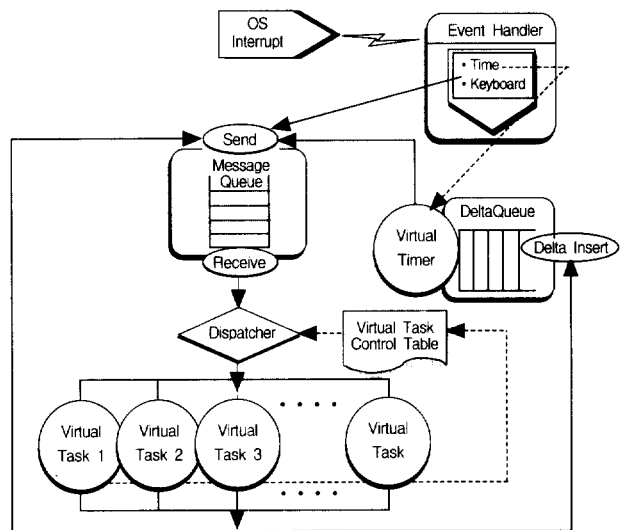 OS
Interrupt
Event Handler
• Time
• Keyboard
Send
Message
Queue
Receive
Virtual
Timer
DeltaQueue
Delta Insert
Dispatcher
Virtual Task
Control Table
Virtual
Task 1
Virtual
Task 2
Virtual
Task 3
Virtual
Task